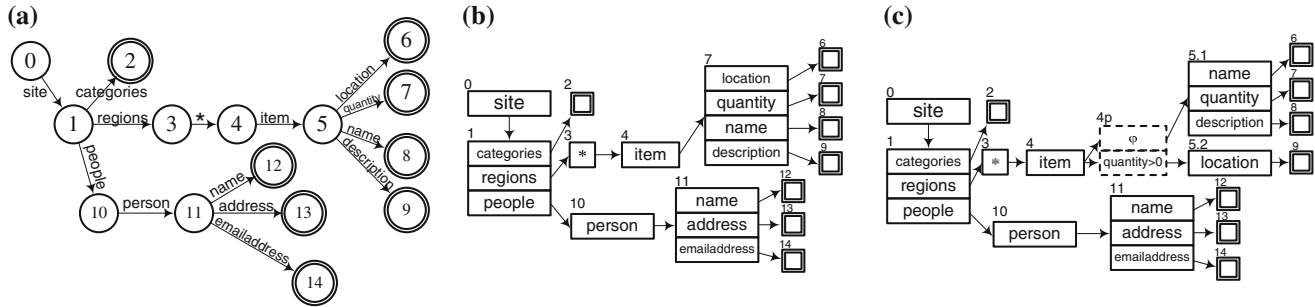 (a)
0
site
2
categories
1
regions
3
*
4
item
5
location
6
quantity
7
name
8
description
9
people
10
person
11
name
12
address
13
emailaddress
14
(b)
0
site
1
categories
regions
people
2
3
*
4
item
7
location
quantity
name
description
6
7
8
9
10
person
11
name
address
emailaddress
12
13
14
(c)
0
site
1
categories
regions
people
2
3
*
4
item
4p
φ
quantity>0
5.1
name
quantity
description
6
7
8
5.2
location
9
10
person
11
name
address
emailaddress
12
13
14